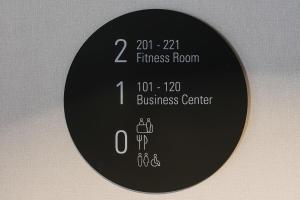 2 201 - 221
Fitness Room
1 101 - 120
Business Center
0